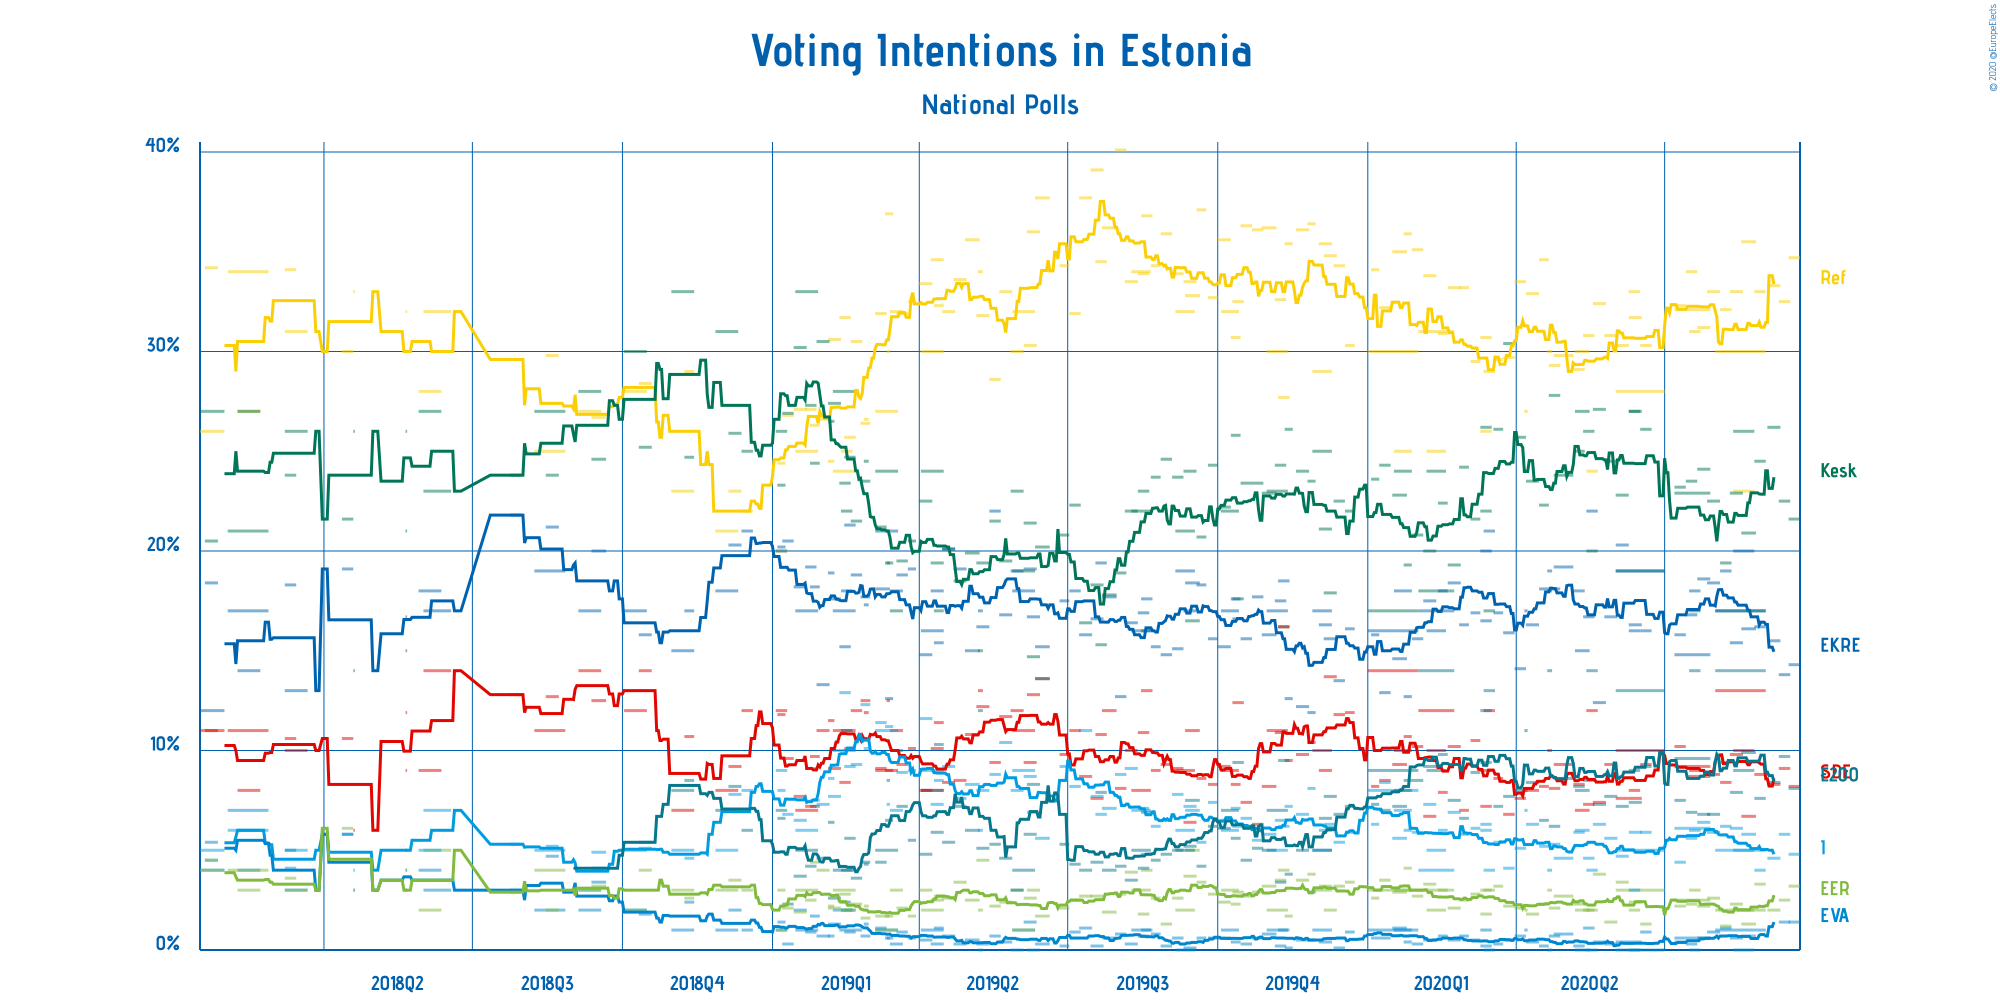 © 2020 @EuropeElects
Voting Intentions in Estonia
National Polls
40%
30%
20%
10%
0%
Ref
Kesk
EKRE
SDE
E200
I
EER
EVA
2018Q2
2018Q3
2018Q4
2019Q1
2019Q2
2019Q3
2019Q4
2020Q1
2020Q2